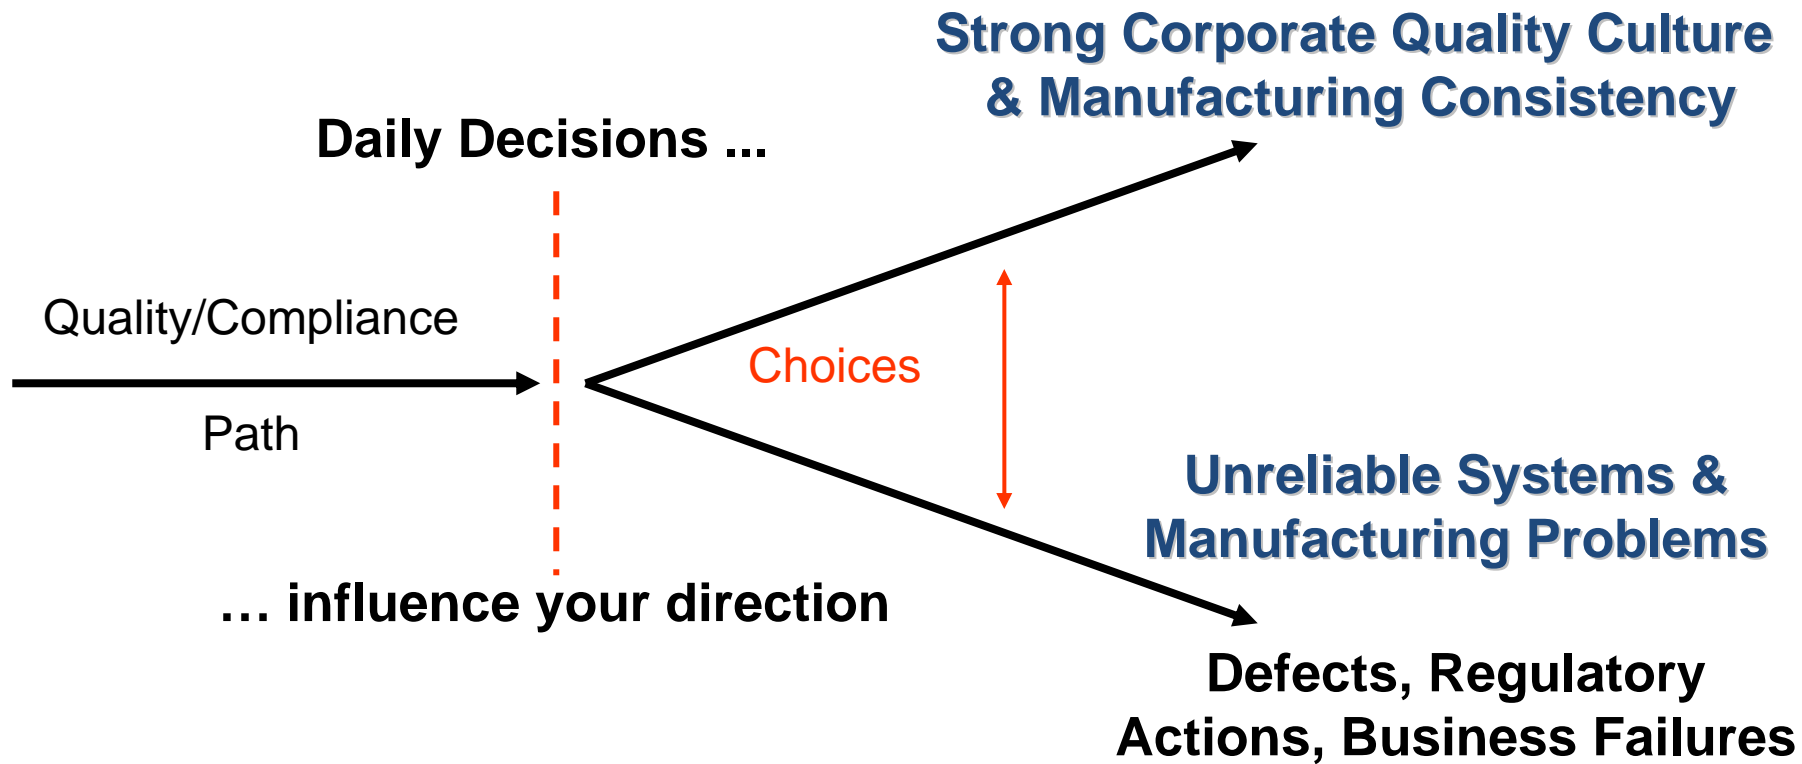 Strong Corporate Quality Culture
& Manufacturing Consistency
Daily Decisions ...
Quality/Compliance
Path
Choices
… influence your direction
Unreliable Systems &
Manufacturing Problems
Defects, Regulatory
Actions, Business Failures